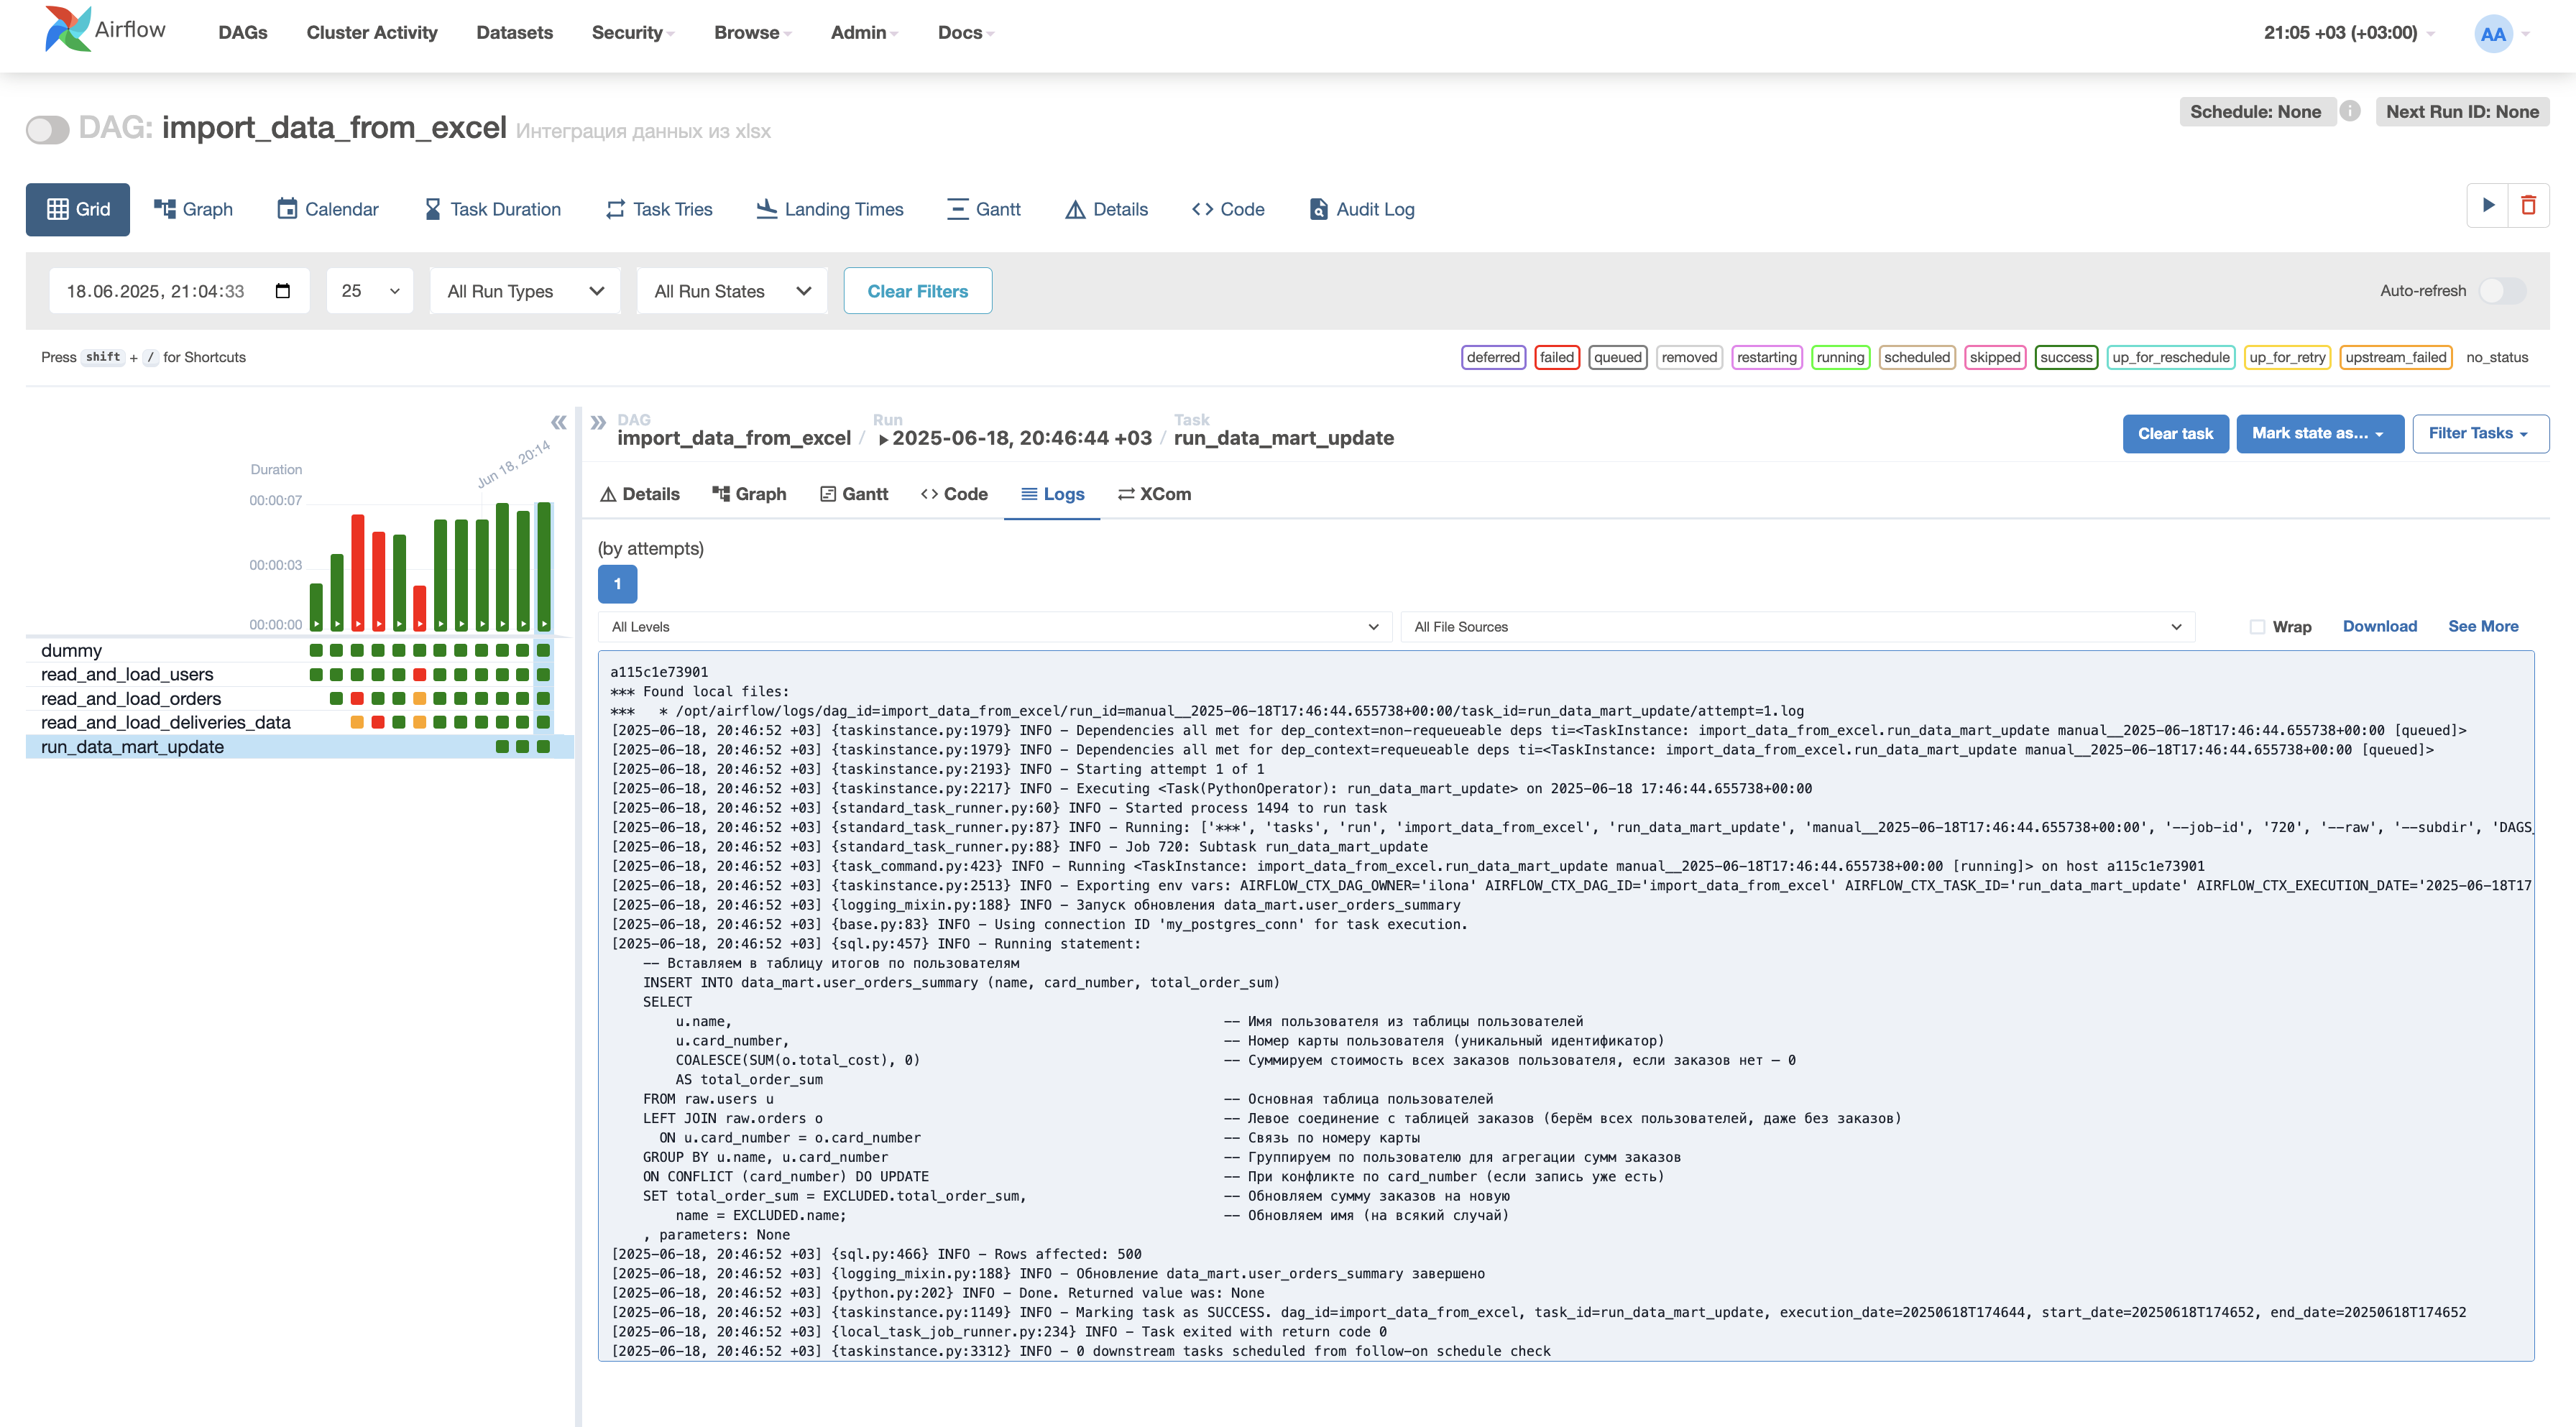 Airflow DAGs Cluster Activity Datasets Security Browse Admin Docs 21:05 +03 (+03:00) AA
DAG: import_data_from_excel Интеграция данных из xlsx Schedule: None i Next Run ID: None
Grid Graph Calendar Task Duration Task Tries Landing Times Gantt Details Code Audit Log
18.06.2025, 21:04:33 25 All Run Types All Run States Clear Filters Auto-refresh
Press shift + / for Shortcuts deferred failed queued removed restarting running scheduled skipped success up_for_reschedule up_for_retry upstream_failed no_status
Jun 18, 20:14
Duration
00:00:07
00:00:03
00:00:00
dummy
read_and_load_users
read_and_load_orders
read_and_load_deliveries_data
run_data_mart_update
DAG Run Task
import_data_from_excel / 2025-06-18, 20:46:44 +03 / run_data_mart_update Clear task Mark state as... Filter Tasks
Details Graph Gantt Code Logs XCom
(by attempts)
1
All Levels All File Sources Wrap Download See More
a115c1e73901
*** Found local files:
***   * /opt/airflow/logs/dag_id=import_data_from_excel/run_id=manual__2025-06-18T17:46:44.655738+00:00/task_id=run_data_mart_update/attempt=1.log
[2025-06-18, 20:46:52 +03] {taskinstance.py:1979} INFO - Dependencies all met for dep_context=non-requeueable deps ti=<TaskInstance: import_data_from_excel.run_data_mart_update manual__2025-06-18T17:46:44.655738+00:00 [queued]>
[2025-06-18, 20:46:52 +03] {taskinstance.py:1979} INFO - Dependencies all met for dep_context=requeueable deps ti=<TaskInstance: import_data_from_excel.run_data_mart_update manual__2025-06-18T17:46:44.655738+00:00 [queued]>
[2025-06-18, 20:46:52 +03] {taskinstance.py:2193} INFO - Starting attempt 1 of 1
[2025-06-18, 20:46:52 +03] {taskinstance.py:2217} INFO - Executing <Task(PythonOperator): run_data_mart_update> on 2025-06-18 17:46:44.655738+00:00
[2025-06-18, 20:46:52 +03] {standard_task_runner.py:60} INFO - Started process 1494 to run task
[2025-06-18, 20:46:52 +03] {standard_task_runner.py:87} INFO - Running: ['***', 'tasks', 'run', 'import_data_from_excel', 'run_data_mart_update', 'manual__2025-06-18T17:46:44.655738+00:00', '--job-id', '720', '--raw', '--subdir', 'DAGS_
[2025-06-18, 20:46:52 +03] {standard_task_runner.py:88} INFO - Job 720: Subtask run_data_mart_update
[2025-06-18, 20:46:52 +03] {task_command.py:423} INFO - Running <TaskInstance: import_data_from_excel.run_data_mart_update manual__2025-06-18T17:46:44.655738+00:00 [running]> on host a115c1e73901
[2025-06-18, 20:46:52 +03] {taskinstance.py:2513} INFO - Exporting env vars: AIRFLOW_CTX_DAG_OWNER='ilona' AIRFLOW_CTX_DAG_ID='import_data_from_excel' AIRFLOW_CTX_TASK_ID='run_data_mart_update' AIRFLOW_CTX_EXECUTION_DATE='2025-06-18T17
[2025-06-18, 20:46:52 +03] {logging_mixin.py:188} INFO - Запуск обновления data_mart.user_orders_summary
[2025-06-18, 20:46:52 +03] {base.py:83} INFO - Using connection ID 'my_postgres_conn' for task execution.
[2025-06-18, 20:46:52 +03] {sql.py:457} INFO - Running statement:
-- Вставляем в таблицу итогов по пользователям
INSERT INTO data_mart.user_orders_summary (name, card_number, total_order_sum)
SELECT
u.name, -- Имя пользователя из таблицы пользователей
u.card_number, -- Номер карты пользователя (уникальный идентификатор)
COALESCE(SUM(o.total_cost), 0) -- Суммируем стоимость всех заказов пользователя, если заказов нет — 0
AS total_order_sum
FROM raw.users u -- Основная таблица пользователей
LEFT JOIN raw.orders o -- Левое соединение с таблицей заказов (берём всех пользователей, даже без заказов)
ON u.card_number = o.card_number -- Связь по номеру карты
GROUP BY u.name, u.card_number -- Группируем по пользователю для агрегации сумм заказов
ON CONFLICT (card_number) DO UPDATE -- При конфликте по card_number (если запись уже есть)
SET total_order_sum = EXCLUDED.total_order_sum, -- Обновляем сумму заказов на новую
name = EXCLUDED.name; -- Обновляем имя (на всякий случай)
, parameters: None
[2025-06-18, 20:46:52 +03] {sql.py:466} INFO - Rows affected: 500
[2025-06-18, 20:46:52 +03] {logging_mixin.py:188} INFO - Обновление data_mart.user_orders_summary завершено
[2025-06-18, 20:46:52 +03] {python.py:202} INFO - Done. Returned value was: None
[2025-06-18, 20:46:52 +03] {taskinstance.py:1149} INFO - Marking task as SUCCESS. dag_id=import_data_from_excel, task_id=run_data_mart_update, execution_date=20250618T174644, start_date=20250618T174652, end_date=20250618T174652
[2025-06-18, 20:46:52 +03] {local_task_job_runner.py:234} INFO - Task exited with return code 0
[2025-06-18, 20:46:52 +03] {taskinstance.py:3312} INFO - 0 downstream tasks scheduled from follow-on schedule check